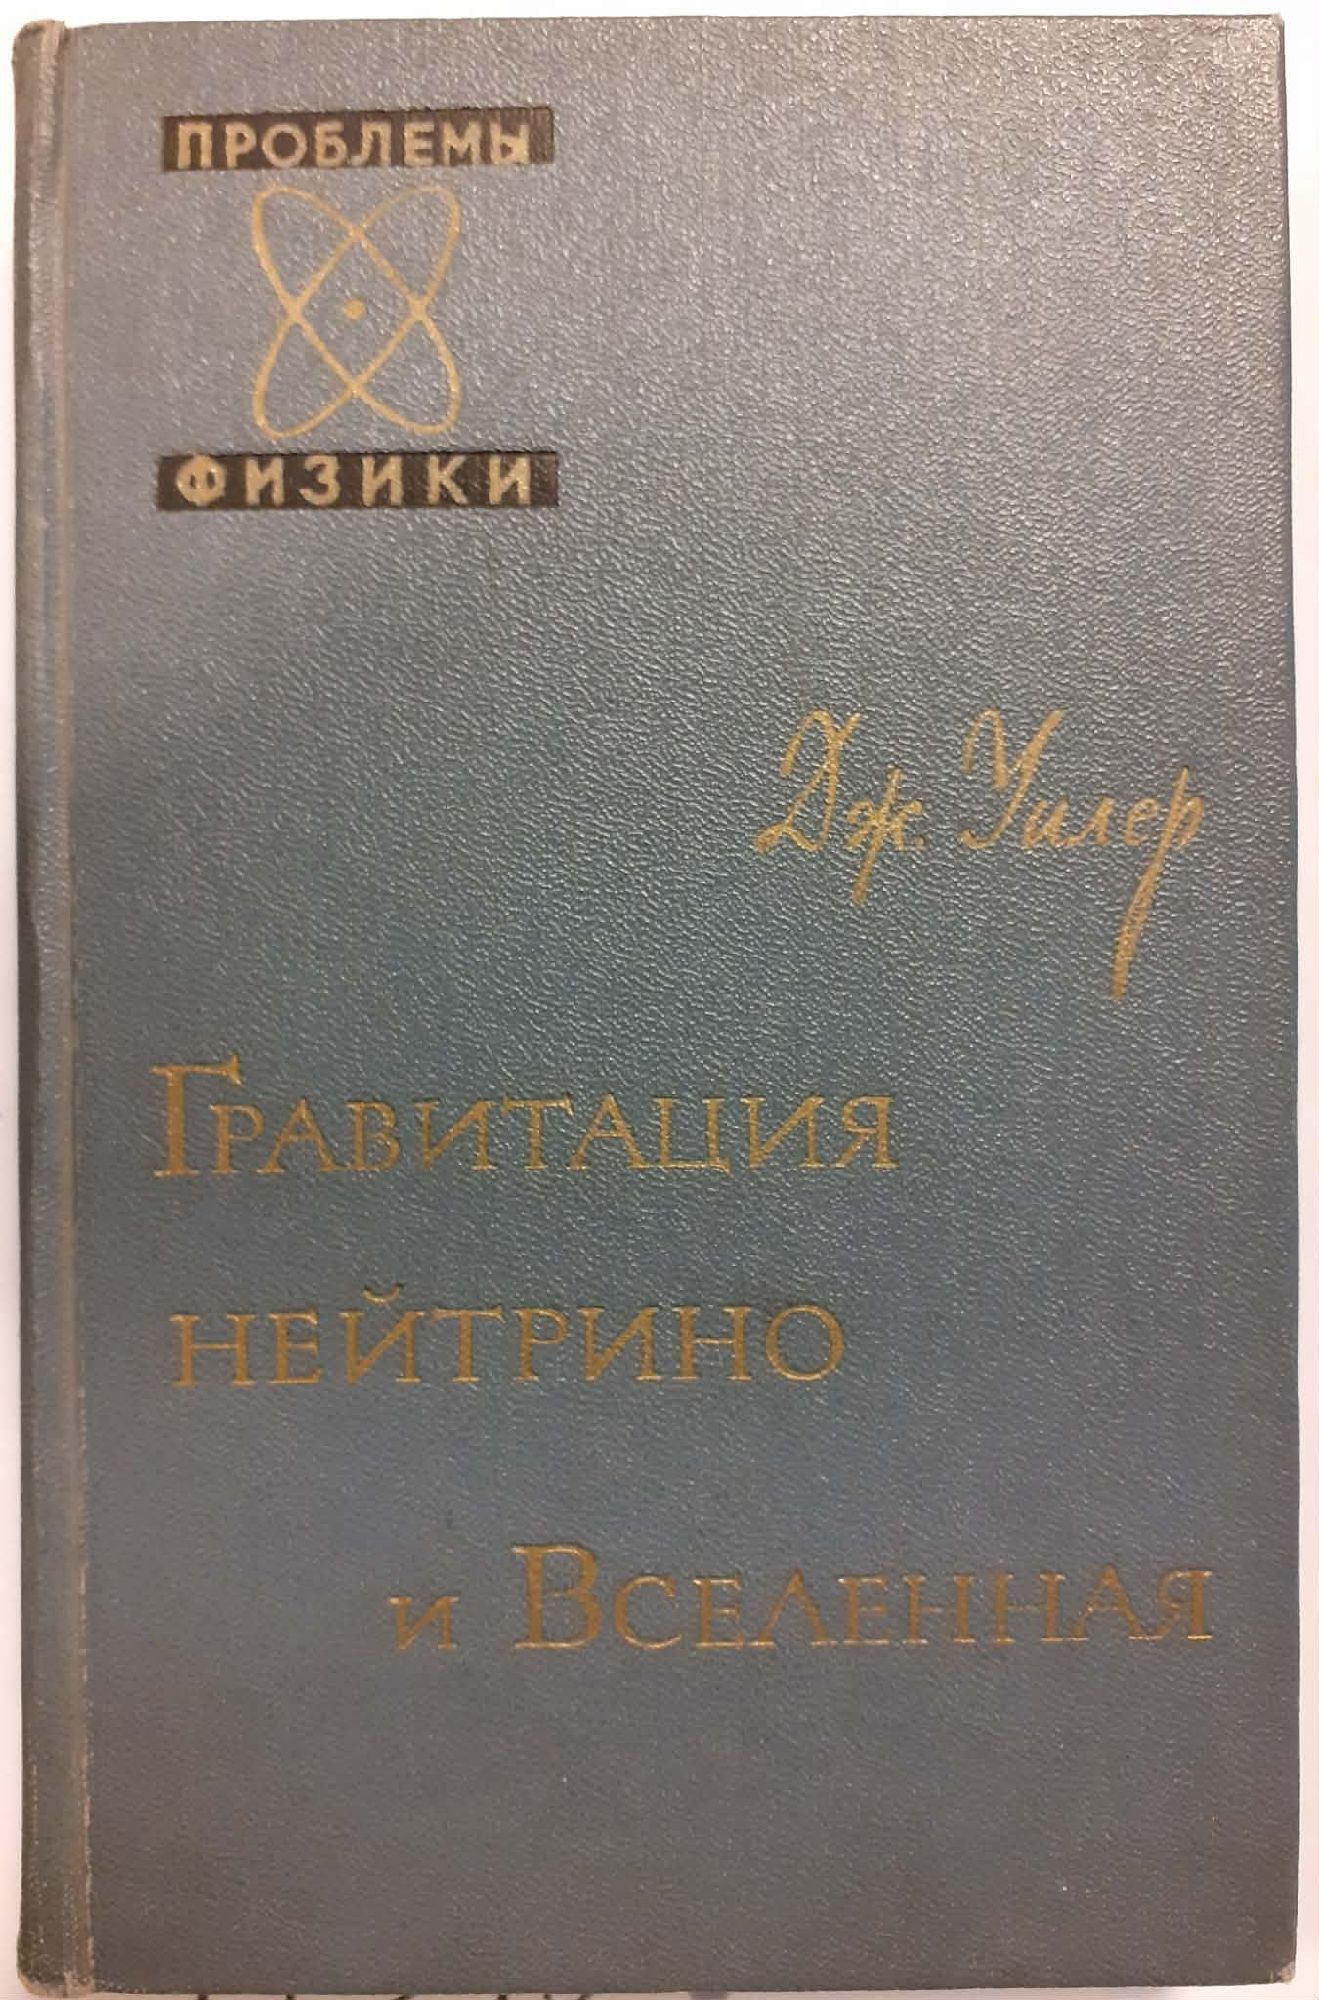 ПРОБЛЕМЫ
ФИЗИКИ
Дж. Уилер
Гравитация
нейтрино
и Вселенная